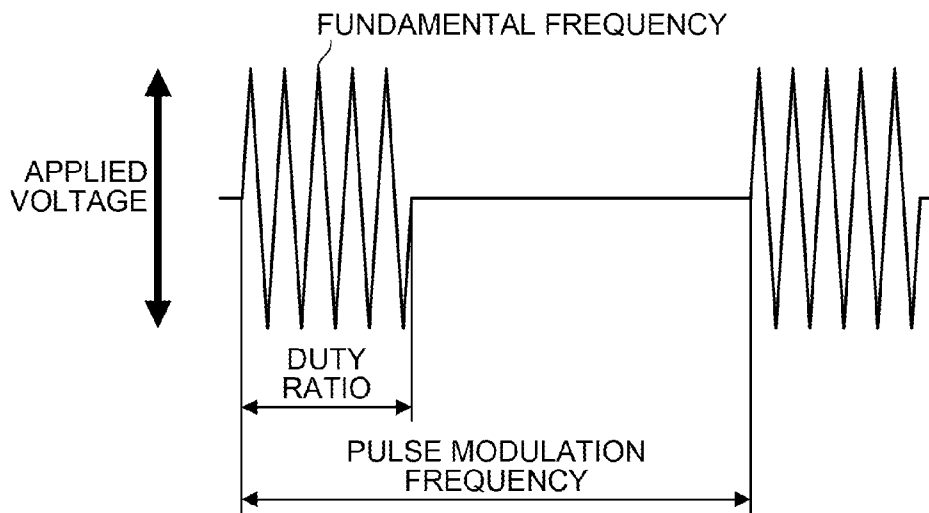 FUNDAMENTAL FREQUENCY
APPLIED
VOLTAGE
DUTY
RATIO
PULSE MODULATION
FREQUENCY